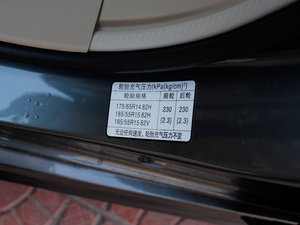 轮胎充气压力(kPa{kg/cm²})
轮胎规格 前轮 后轮
175/65R14 82H
185/55R15 82H
185/55R15 82V
230 230
{2.3} {2.3}
无论任何速度，轮胎充气压力不变